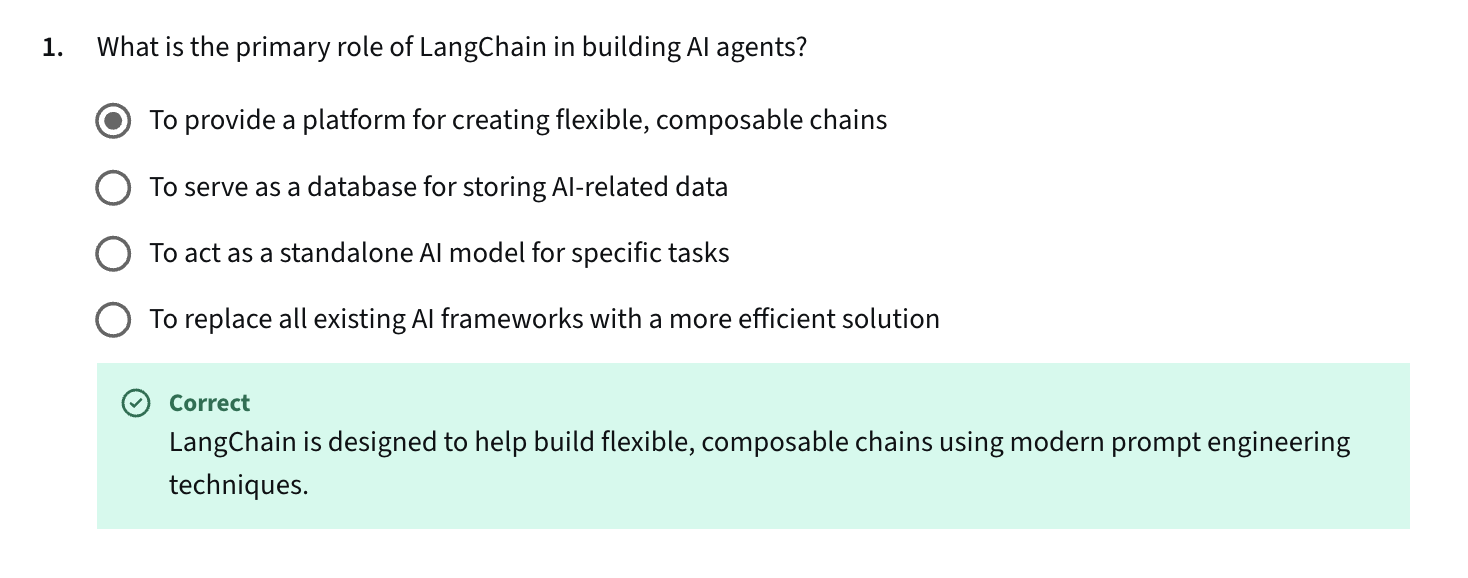 1. What is the primary role of LangChain in building AI agents?
To provide a platform for creating flexible, composable chains
To serve as a database for storing AI-related data
To act as a standalone AI model for specific tasks
To replace all existing AI frameworks with a more efficient solution
Correct
LangChain is designed to help build flexible, composable chains using modern prompt engineering
techniques.